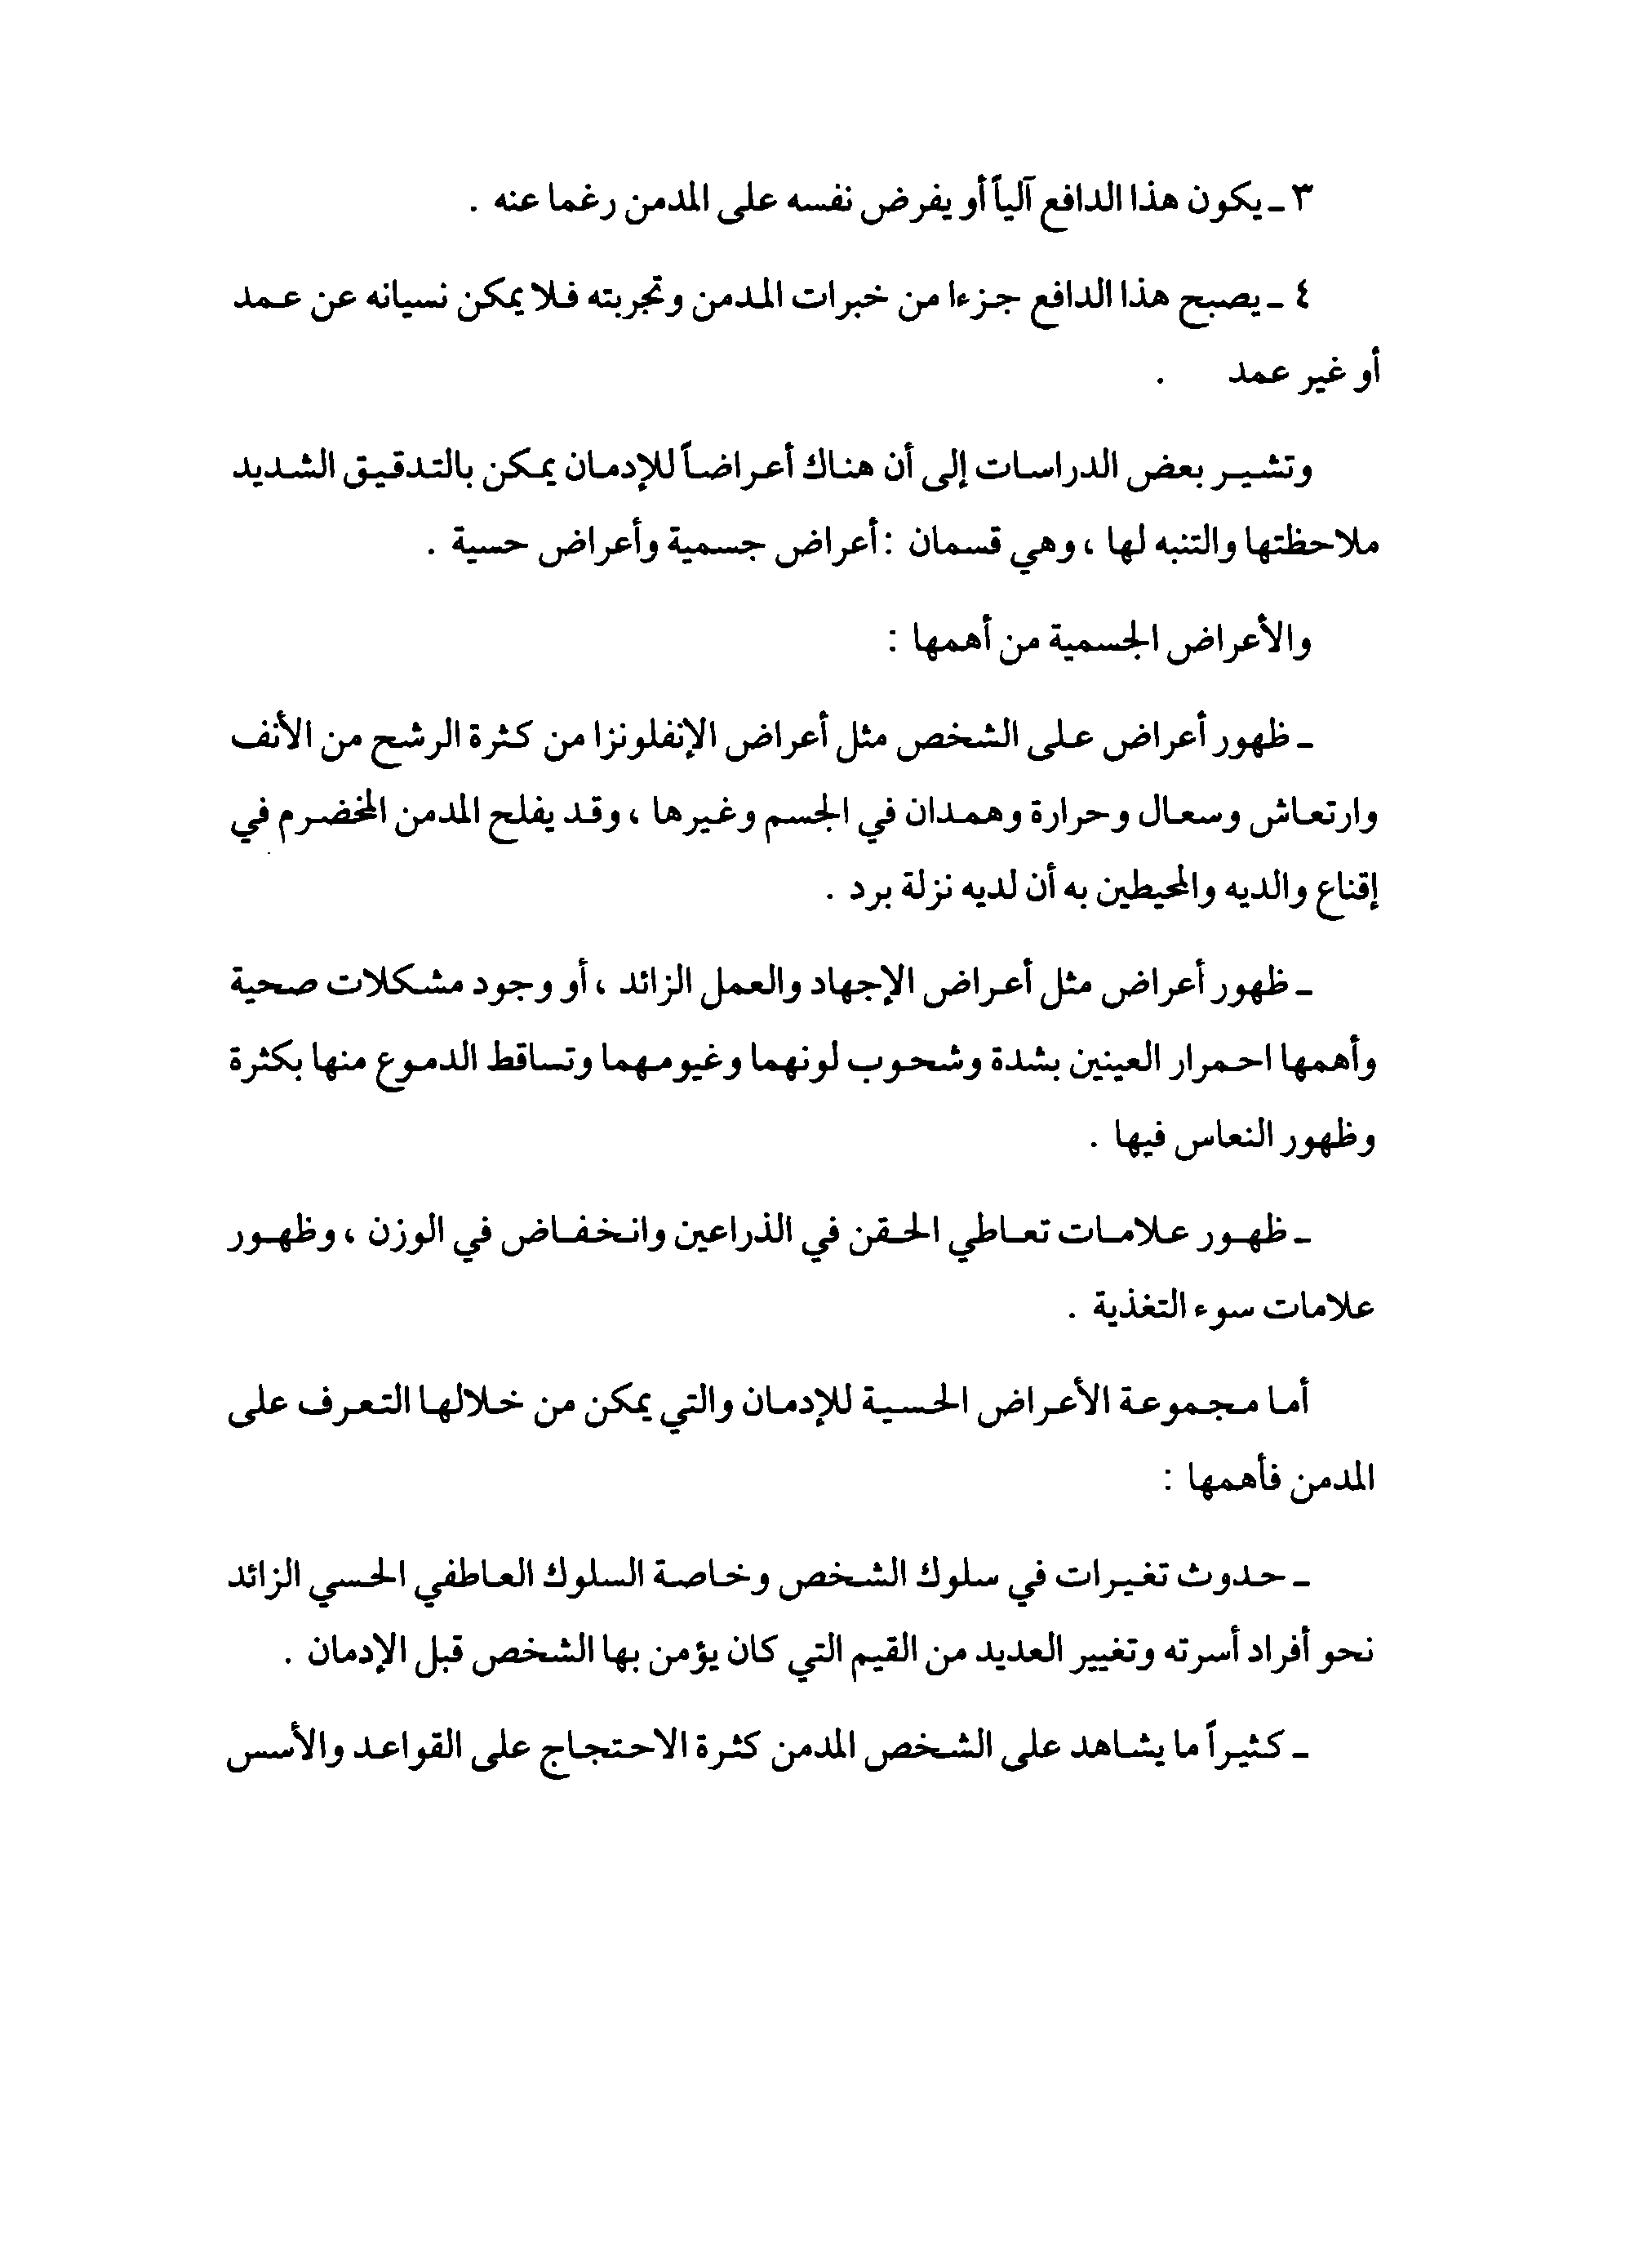 ٣ ـ يكون هذا الدافع آلياً أو يفرض نفسه على المدمن رغما عنه .
٤ ـ يصبح هذا الدافع جزءا من خبرات المدمن وتجربته فلا يمكن نسيانه عن عمد
أو غير عمد .
وتشير بعض الدراسات إلى أن هناك أعراضاً للإدمان يمكن بالتدقيق الشديد
ملاحظتها والتنبه لها ، وهي قسمان : أعراض جسمية وأعراض حسية .
والأعراض الجسمية من أهمها :
ـ ظهور أعراض على الشخص مثل أعراض الإنفلونزا من كثرة الرشح من الأنف
وارتعاش وسعال وحرارة وهمدان في الجسم وغيرها ، وقد يفلح المدمن المخضرم في
إقناع والديه والمحيطين به أن لديه نزلة برد .
ـ ظهور أعراض مثل أعراض الإجهاد والعمل الزائد ، أو وجود مشكلات صحية
وأهمها احمرار العينين بشدة وشحوب لونهما وغيومهما وتساقط الدموع منها بكثرة
وظهور النعاس فيها .
ـ ظهور علامات تعاطي الحقن في الذراعين وانخفاض في الوزن ، وظهور
علامات سوء التغذية .
أما مجموعة الأعراض الحسية للإدمان والتي يمكن من خلالها التعرف على
المدمن فأهمها :
ـ حدوث تغيرات في سلوك الشخص وخاصة السلوك العاطفي الحسي الزائد
نحو أفراد أسرته وتغيير العديد من القيم التي كان يؤمن بها الشخص قبل الإدمان .
ـ كثيراً ما يشاهد على الشخص المدمن كثرة الاحتجاج على القواعد والأسس